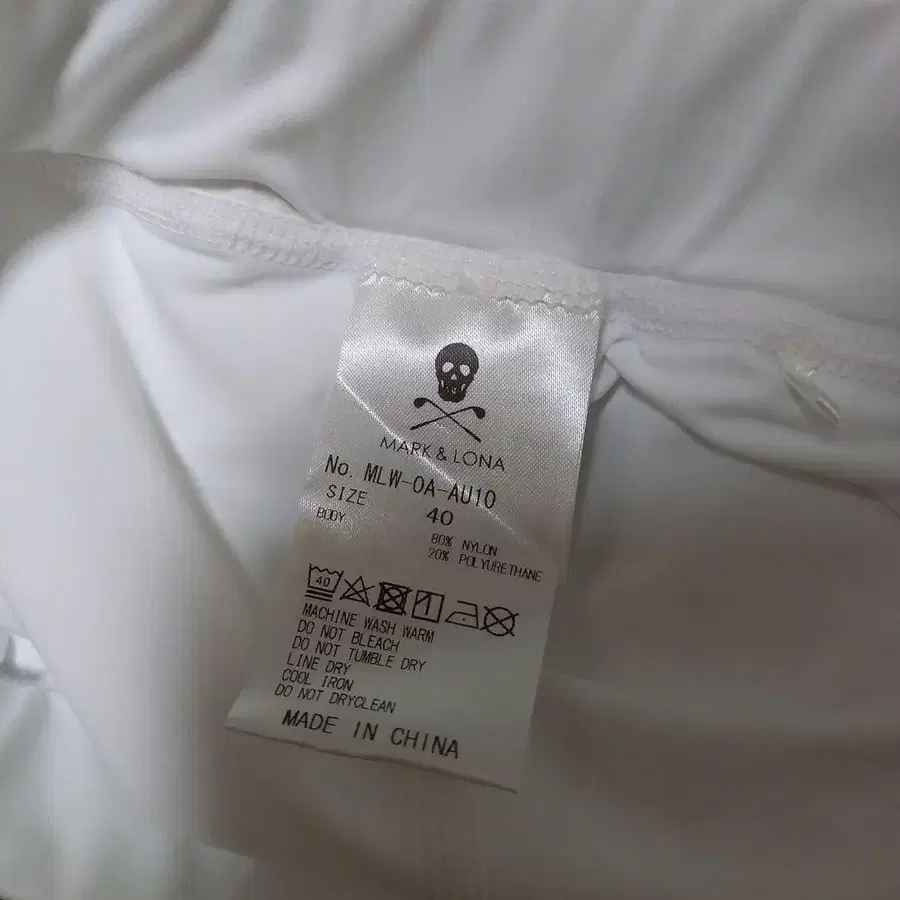 MARK & LONA
No. MLW-0A-AU10
SIZE 40
BODY 80% NYLON
20% POLYURETHANE
40
MACHINE WASH WARM
DO NOT BLEACH
DO NOT TUMBLE DRY
LINE DRY
COOL IRON
DO NOT DRYCLEAN
MADE IN CHINA